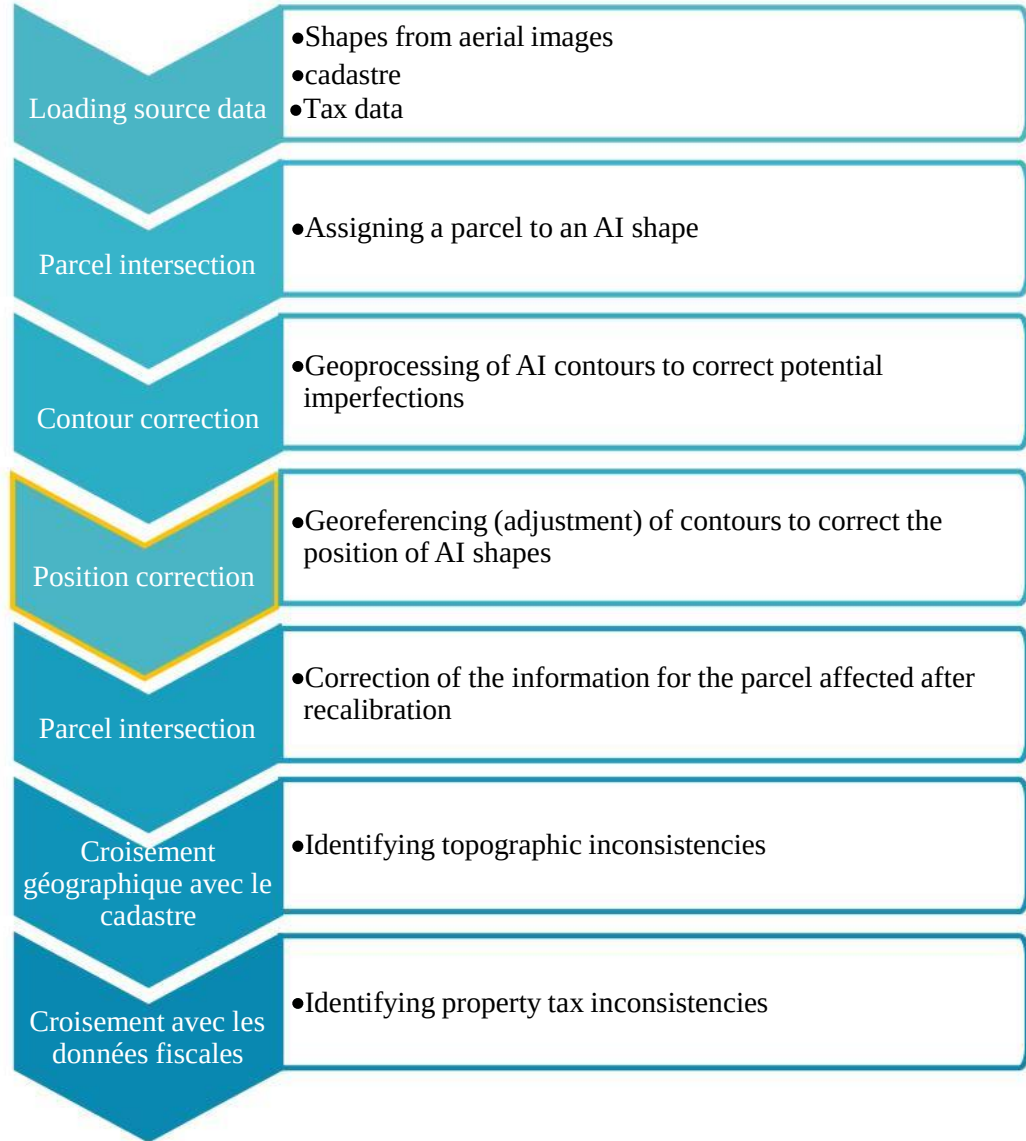 Loading source data
•Shapes from aerial images
•cadastre
•Tax data
Parcel intersection
•Assigning a parcel to an AI shape
Contour correction
•Geoprocessing of AI contours to correct potential
imperfections
Position correction
•Georeferencing (adjustment) of contours to correct the
position of AI shapes
Parcel intersection
•Correction of the information for the parcel affected after
recalibration
Croisement
géographique avec le
cadastre
•Identifying topographic inconsistencies
Croisement avec les
données fiscales
•Identifying property tax inconsistencies